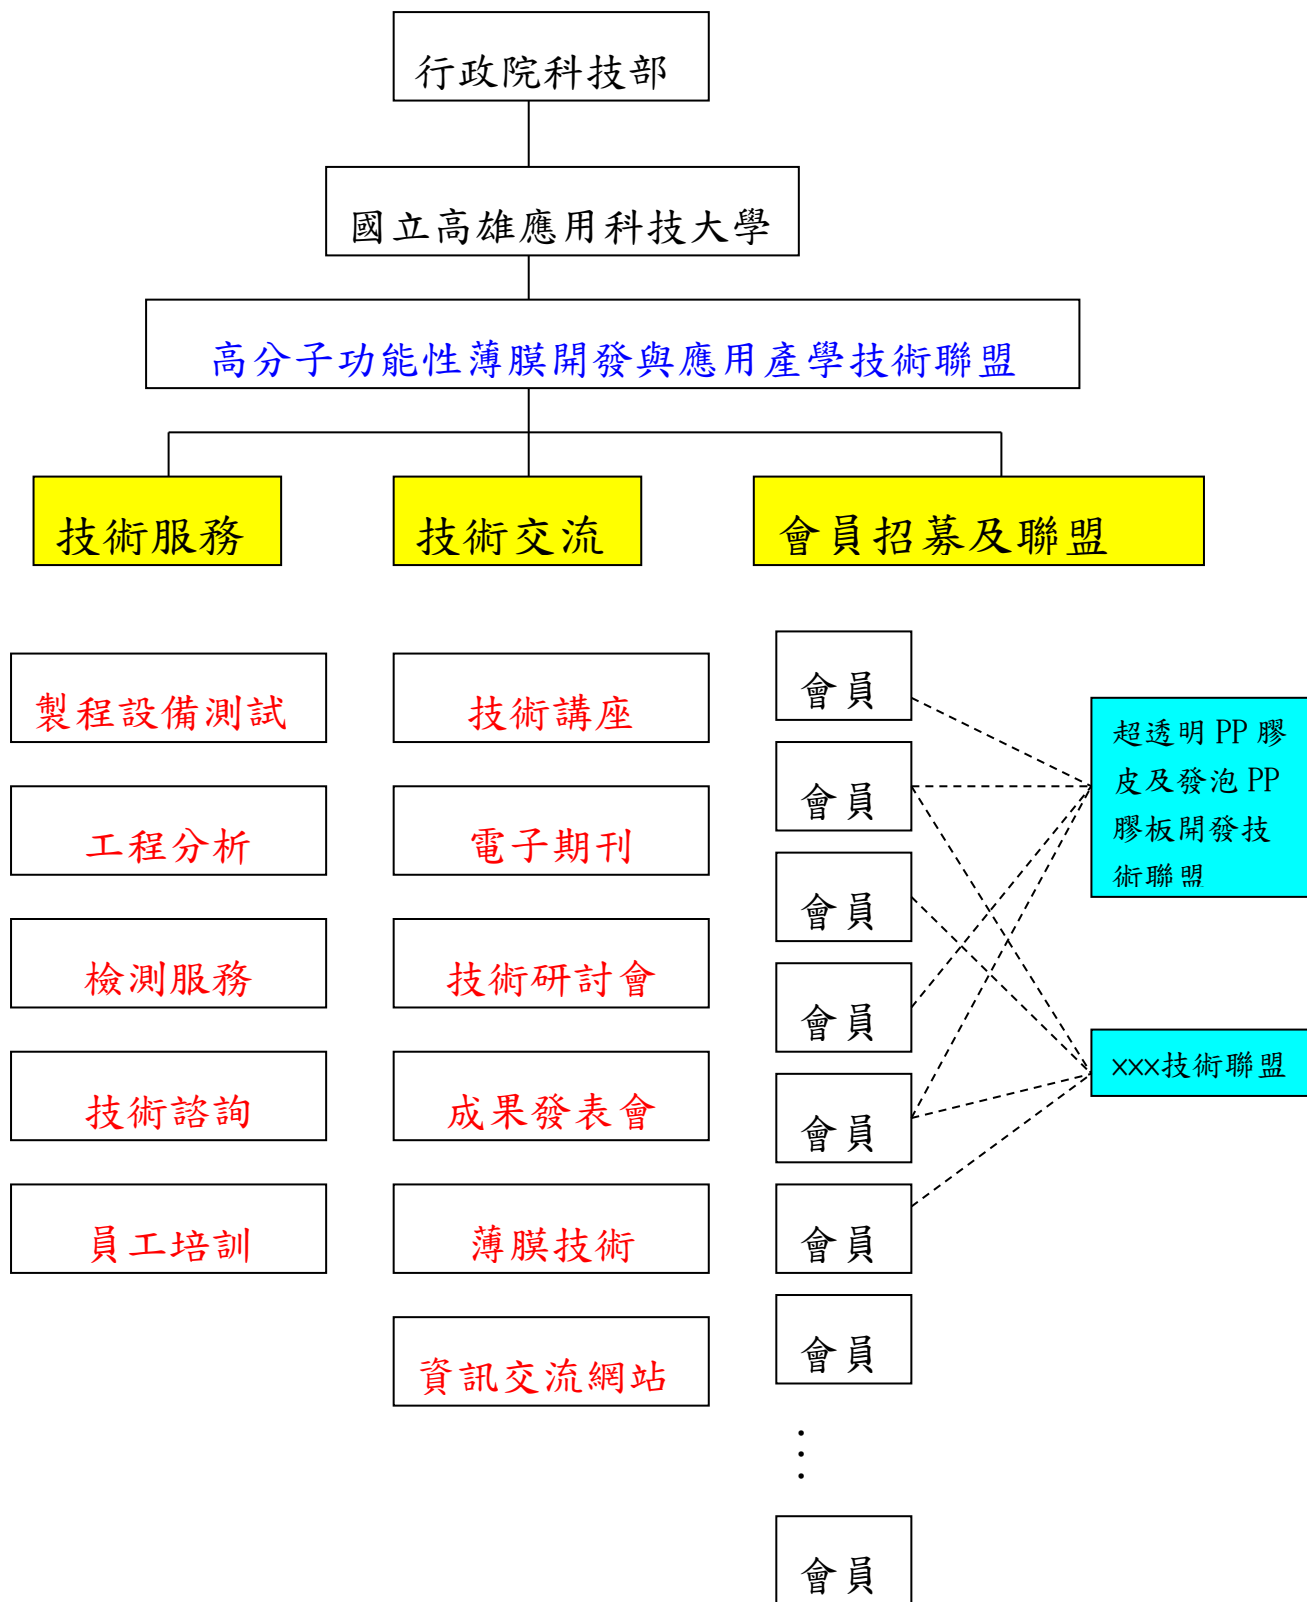 行政院科技部
國立高雄應用科技大學
高分子功能性薄膜開發與應用產學技術聯盟
技術服務
技術交流
會員招募及聯盟
製程設備測試
工程分析
檢測服務
技術諮詢
員工培訓
技術講座
電子期刊
技術研討會
成果發表會
薄膜技術
資訊交流網站
會員
會員
會員
會員
會員
會員
會員
⋮
會員
超透明 PP 膠
皮及發泡 PP
膠板開發技
術聯盟
xxx技術聯盟